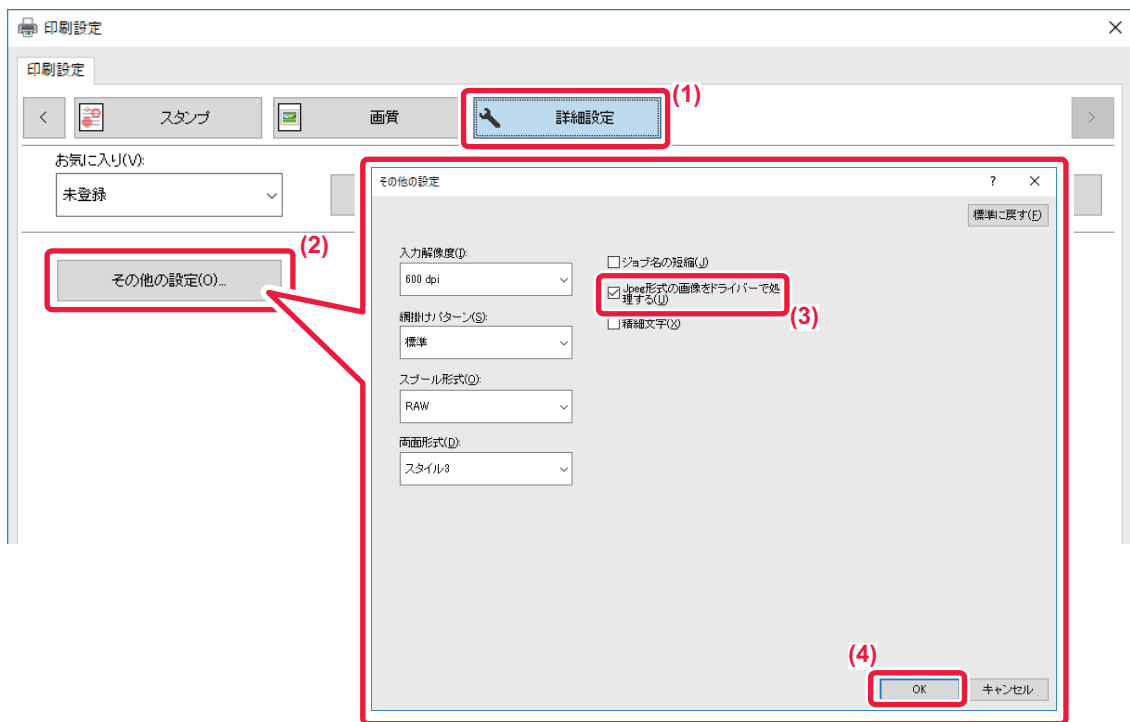 印刷設定
印刷設定
スタンプ
画質
詳細設定
(1)
お気に入り(V):
未登録
(2)
その他の設定(O)...
その他の設定
?
標準に戻す(F)
入力解像度(I):
600 dpi
網掛けパターン(S):
標準
スプール形式(O):
RAW
両面形式(D):
スタイル3
ジョブ名の短縮(J)
Jpeg形式の画像をドライバーで処
理する(U)
(3)
精細文字(X)
(4)
OK
キャンセル